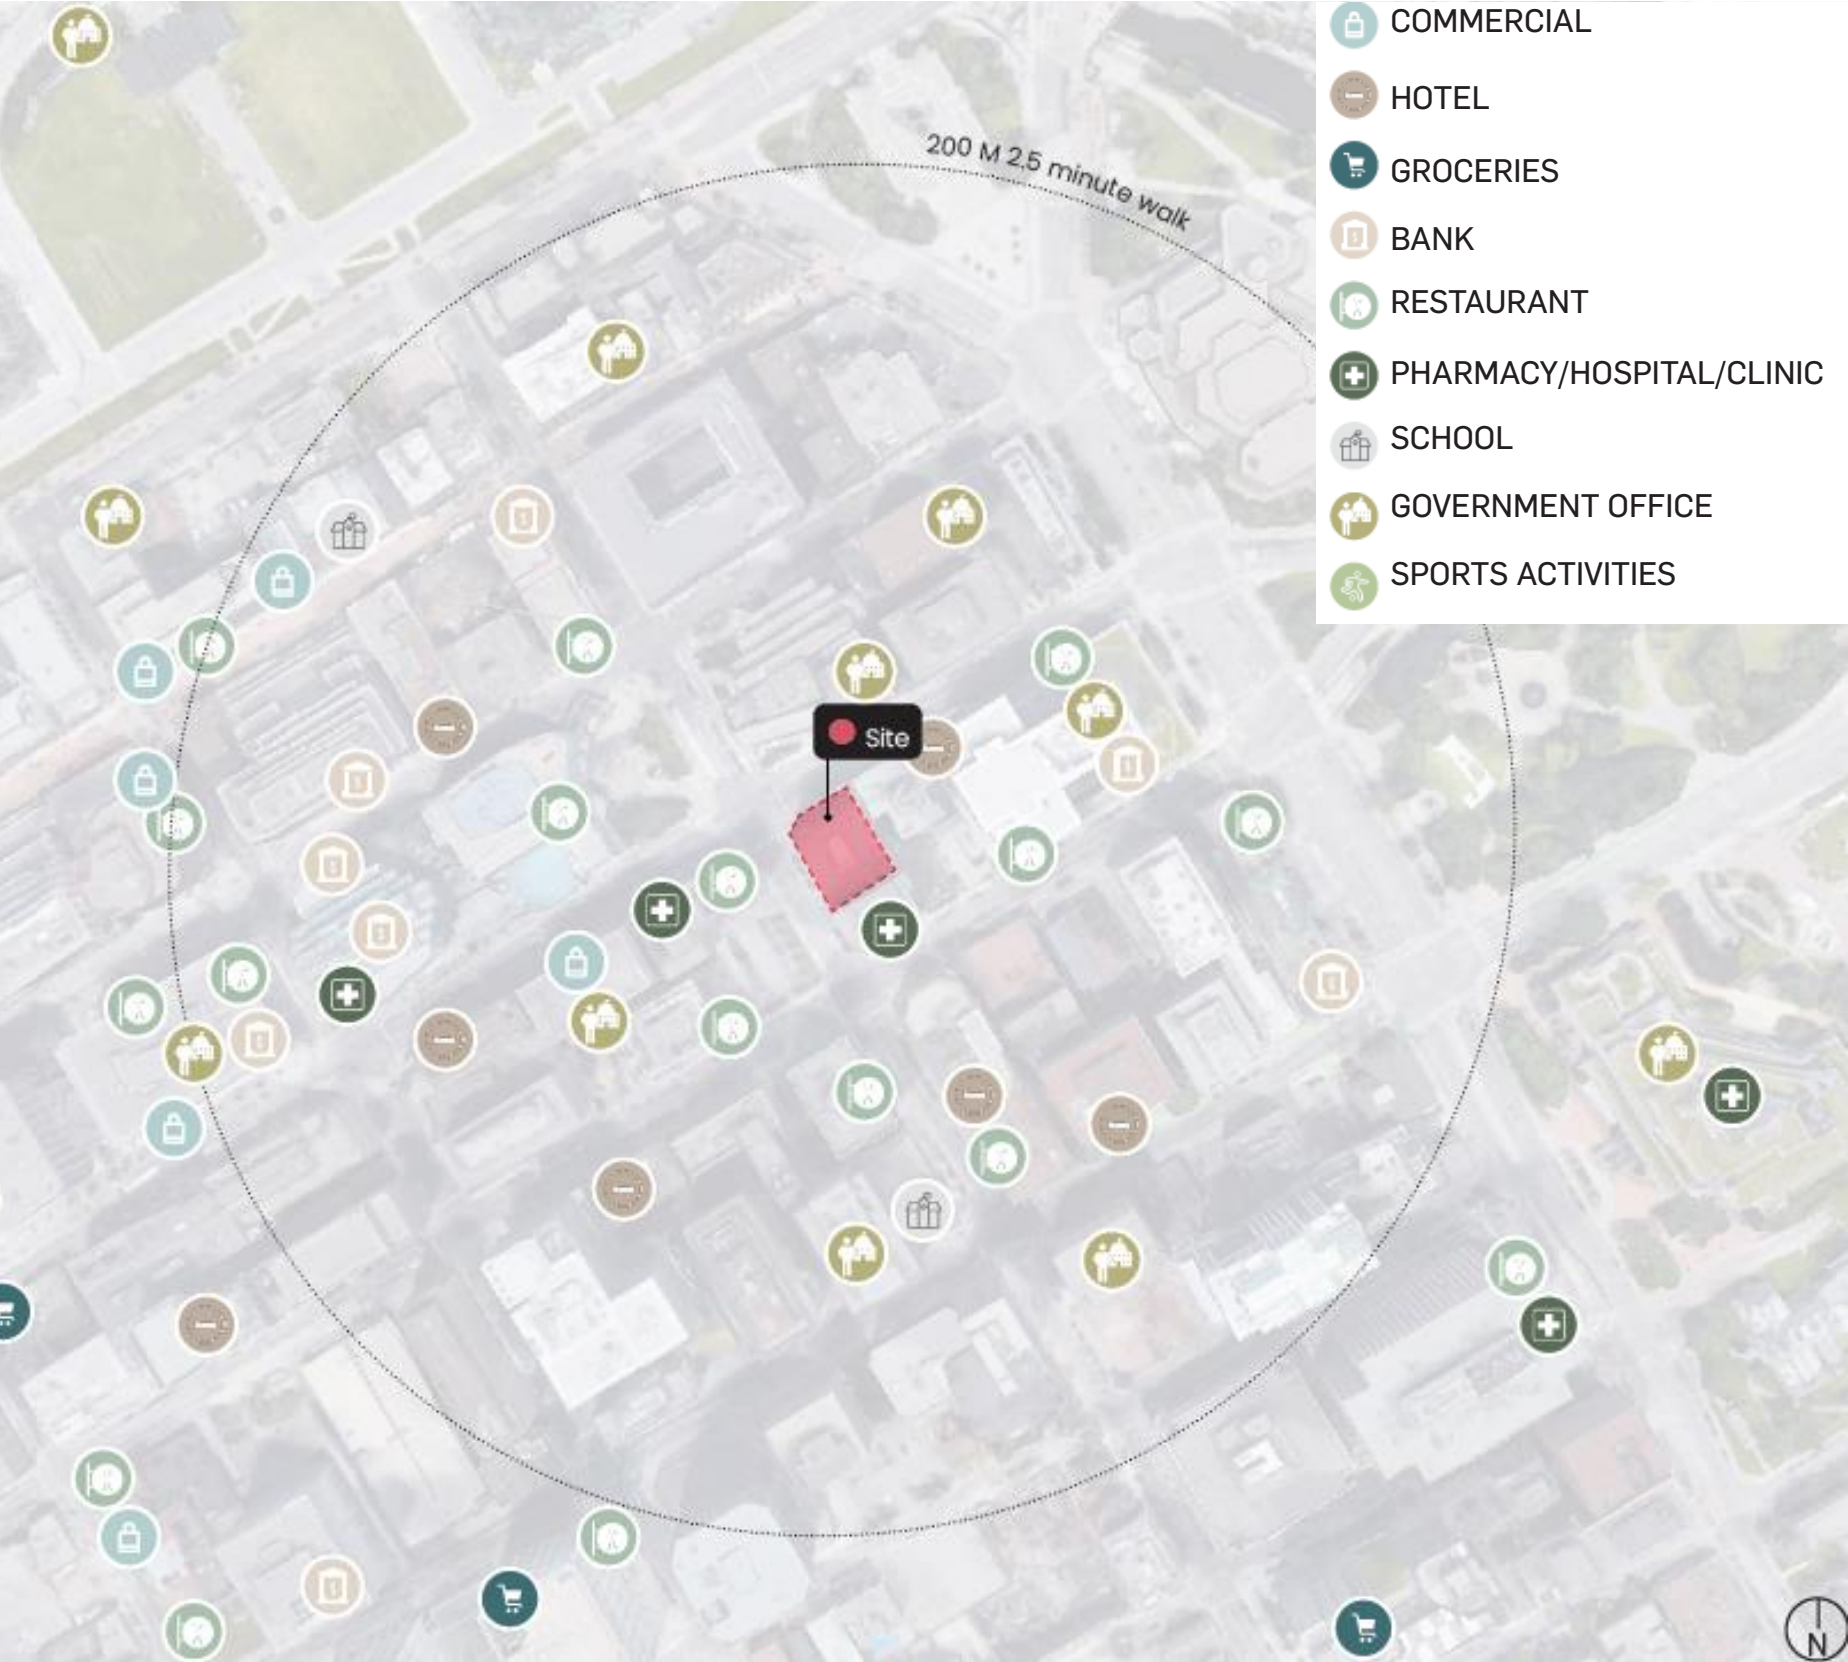 COMMERCIAL
HOTEL
GROCERIES
BANK
RESTAURANT
PHARMACY/HOSPITAL/CLINIC
SCHOOL
GOVERNMENT OFFICE
SPORTS ACTIVITIES
200 M 2,5 minute walk
Site
N